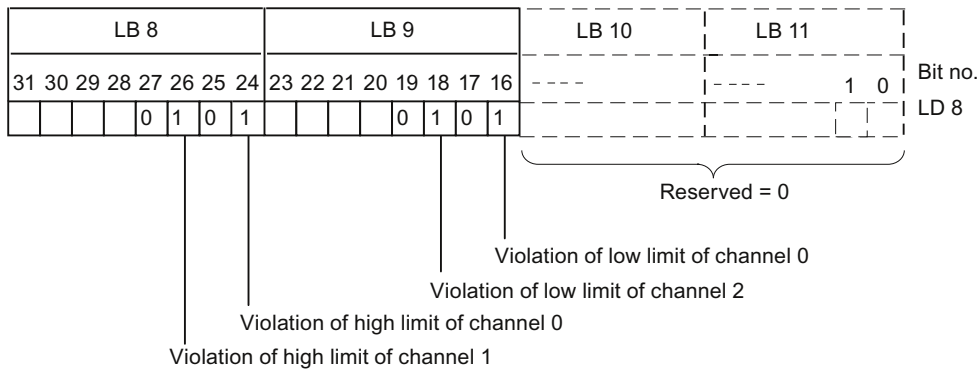 LB 8 LB 9 LB 10 LB 11
31 30 29 28 27 26 25 24 23 22 21 20 19 18 17 16 ----- ----- 1 0 Bit no.
0 1 0 1 0 1 0 1 LD 8
Reserved = 0
Violation of low limit of channel 0
Violation of low limit of channel 2
Violation of high limit of channel 0
Violation of high limit of channel 1